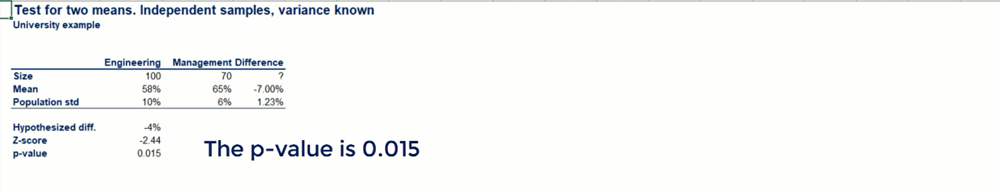 Test for two means. Independent samples, variance known
University example
Engineering Management Difference
Size 100 70 ?
Mean 58% 65% -7.00%
Population std 10% 6% 1.23%
Hypothesized diff. -4%
Z-score -2.44
p-value 0.015
The p-value is 0.015